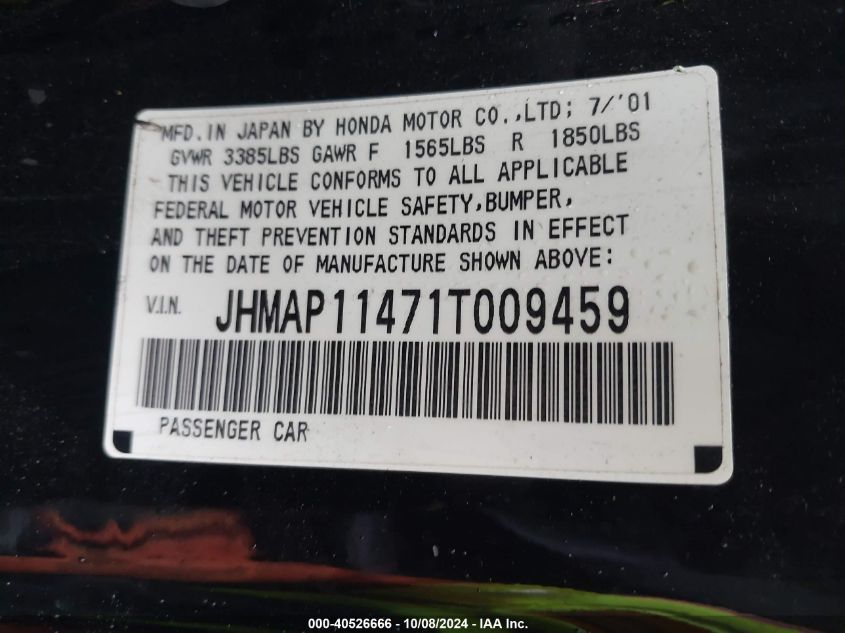 MFD. IN JAPAN BY HONDA MOTOR CO.,LTD; 7/'01
GVWR 3385LBS GAWR F 1565LBS R 1850LBS
THIS VEHICLE CONFORMS TO ALL APPLICABLE
FEDERAL MOTOR VEHICLE SAFETY,BUMPER,
AND THEFT PREVENTION STANDARDS IN EFFECT
ON THE DATE OF MANUFACTURE SHOWN ABOVE:
V.I.N. JHMAP11471T009459
PASSENGER CAR
000-40526666 - 10/08/2024 - IAA Inc.